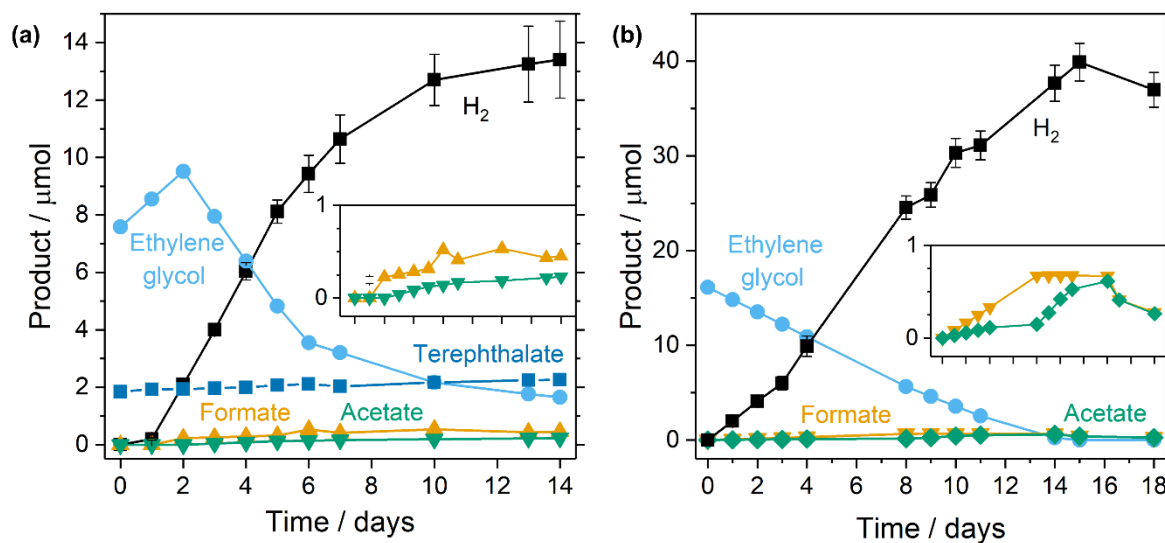 (a)
14
12
10
8
6
4
2
0
Product / μmol
H2
Ethylene
glycol
1
0
Terephthalate
Formate
Acetate
0 2 4 6 8 10 12 14
Time / days
(b)
40
30
20
10
0
Product / μmol
H2
Ethylene
glycol
1
0
Formate
Acetate
0 2 4 6 8 10 12 14 16 18
Time / days